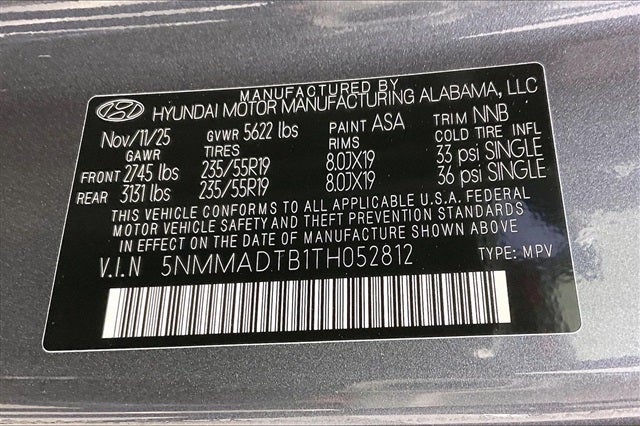 MANUFACTURED BY
HYUNDAI MOTOR MANUFACTURING ALABAMA, LLC
Nov/11/25 GVWR 5622 lbs PAINT ASA TRIM NNB
GAWR TIRES RIMS COLD TIRE INFL
FRONT 2745 lbs 235/55R19 8.0JX19 33 psi SINGLE
REAR 3131 lbs 235/55R19 8.0JX19 36 psi SINGLE
THIS VEHICLE CONFORMS TO ALL APPLICABLE U.S.A. FEDERAL
MOTOR VEHICLE SAFETY AND THEFT PREVENTION STANDARDS
IN EFFECT ON THE DATE OF MANUFACTURE SHOWN ABOVE
V.I.N 5NMMADTB1TH052812 TYPE: MPV